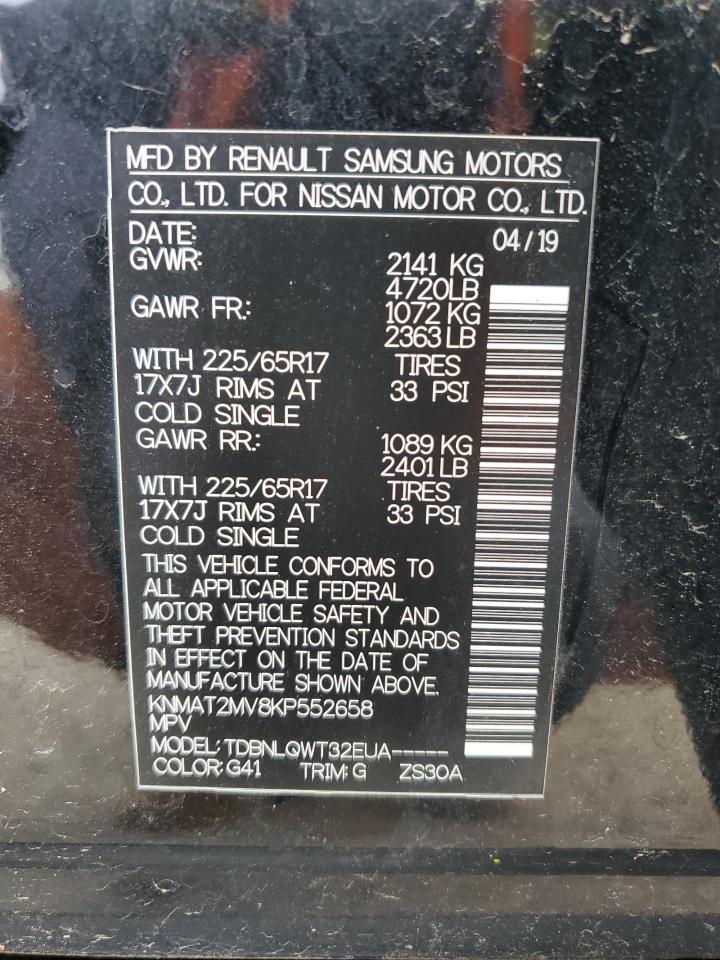 MFD BY RENAULT SAMSUNG MOTORS
CO., LTD. FOR NISSAN MOTOR CO., LTD.
DATE: 04/19
GVWR: 2141 KG
4720LB
GAWR FR.: 1072 KG
2363LB
WITH 225/65R17 TIRES
17X7J RIMS AT 33 PSI
COLD SINGLE
GAWR RR.: 1089 KG
2401LB
WITH 225/65R17 TIRES
17X7J RIMS AT 33 PSI
COLD SINGLE
THIS VEHICLE CONFORMS TO
ALL APPLICABLE FEDERAL
MOTOR VEHICLE SAFETY AND
THEFT PREVENTION STANDARDS
IN EFFECT ON THE DATE OF
MANUFACTURE SHOWN ABOVE.
KNMAT2MV8KP552658
MPV
MODEL: TDBNLQWT32EUA-----
COLOR: G41 TRIM: G ZS30A